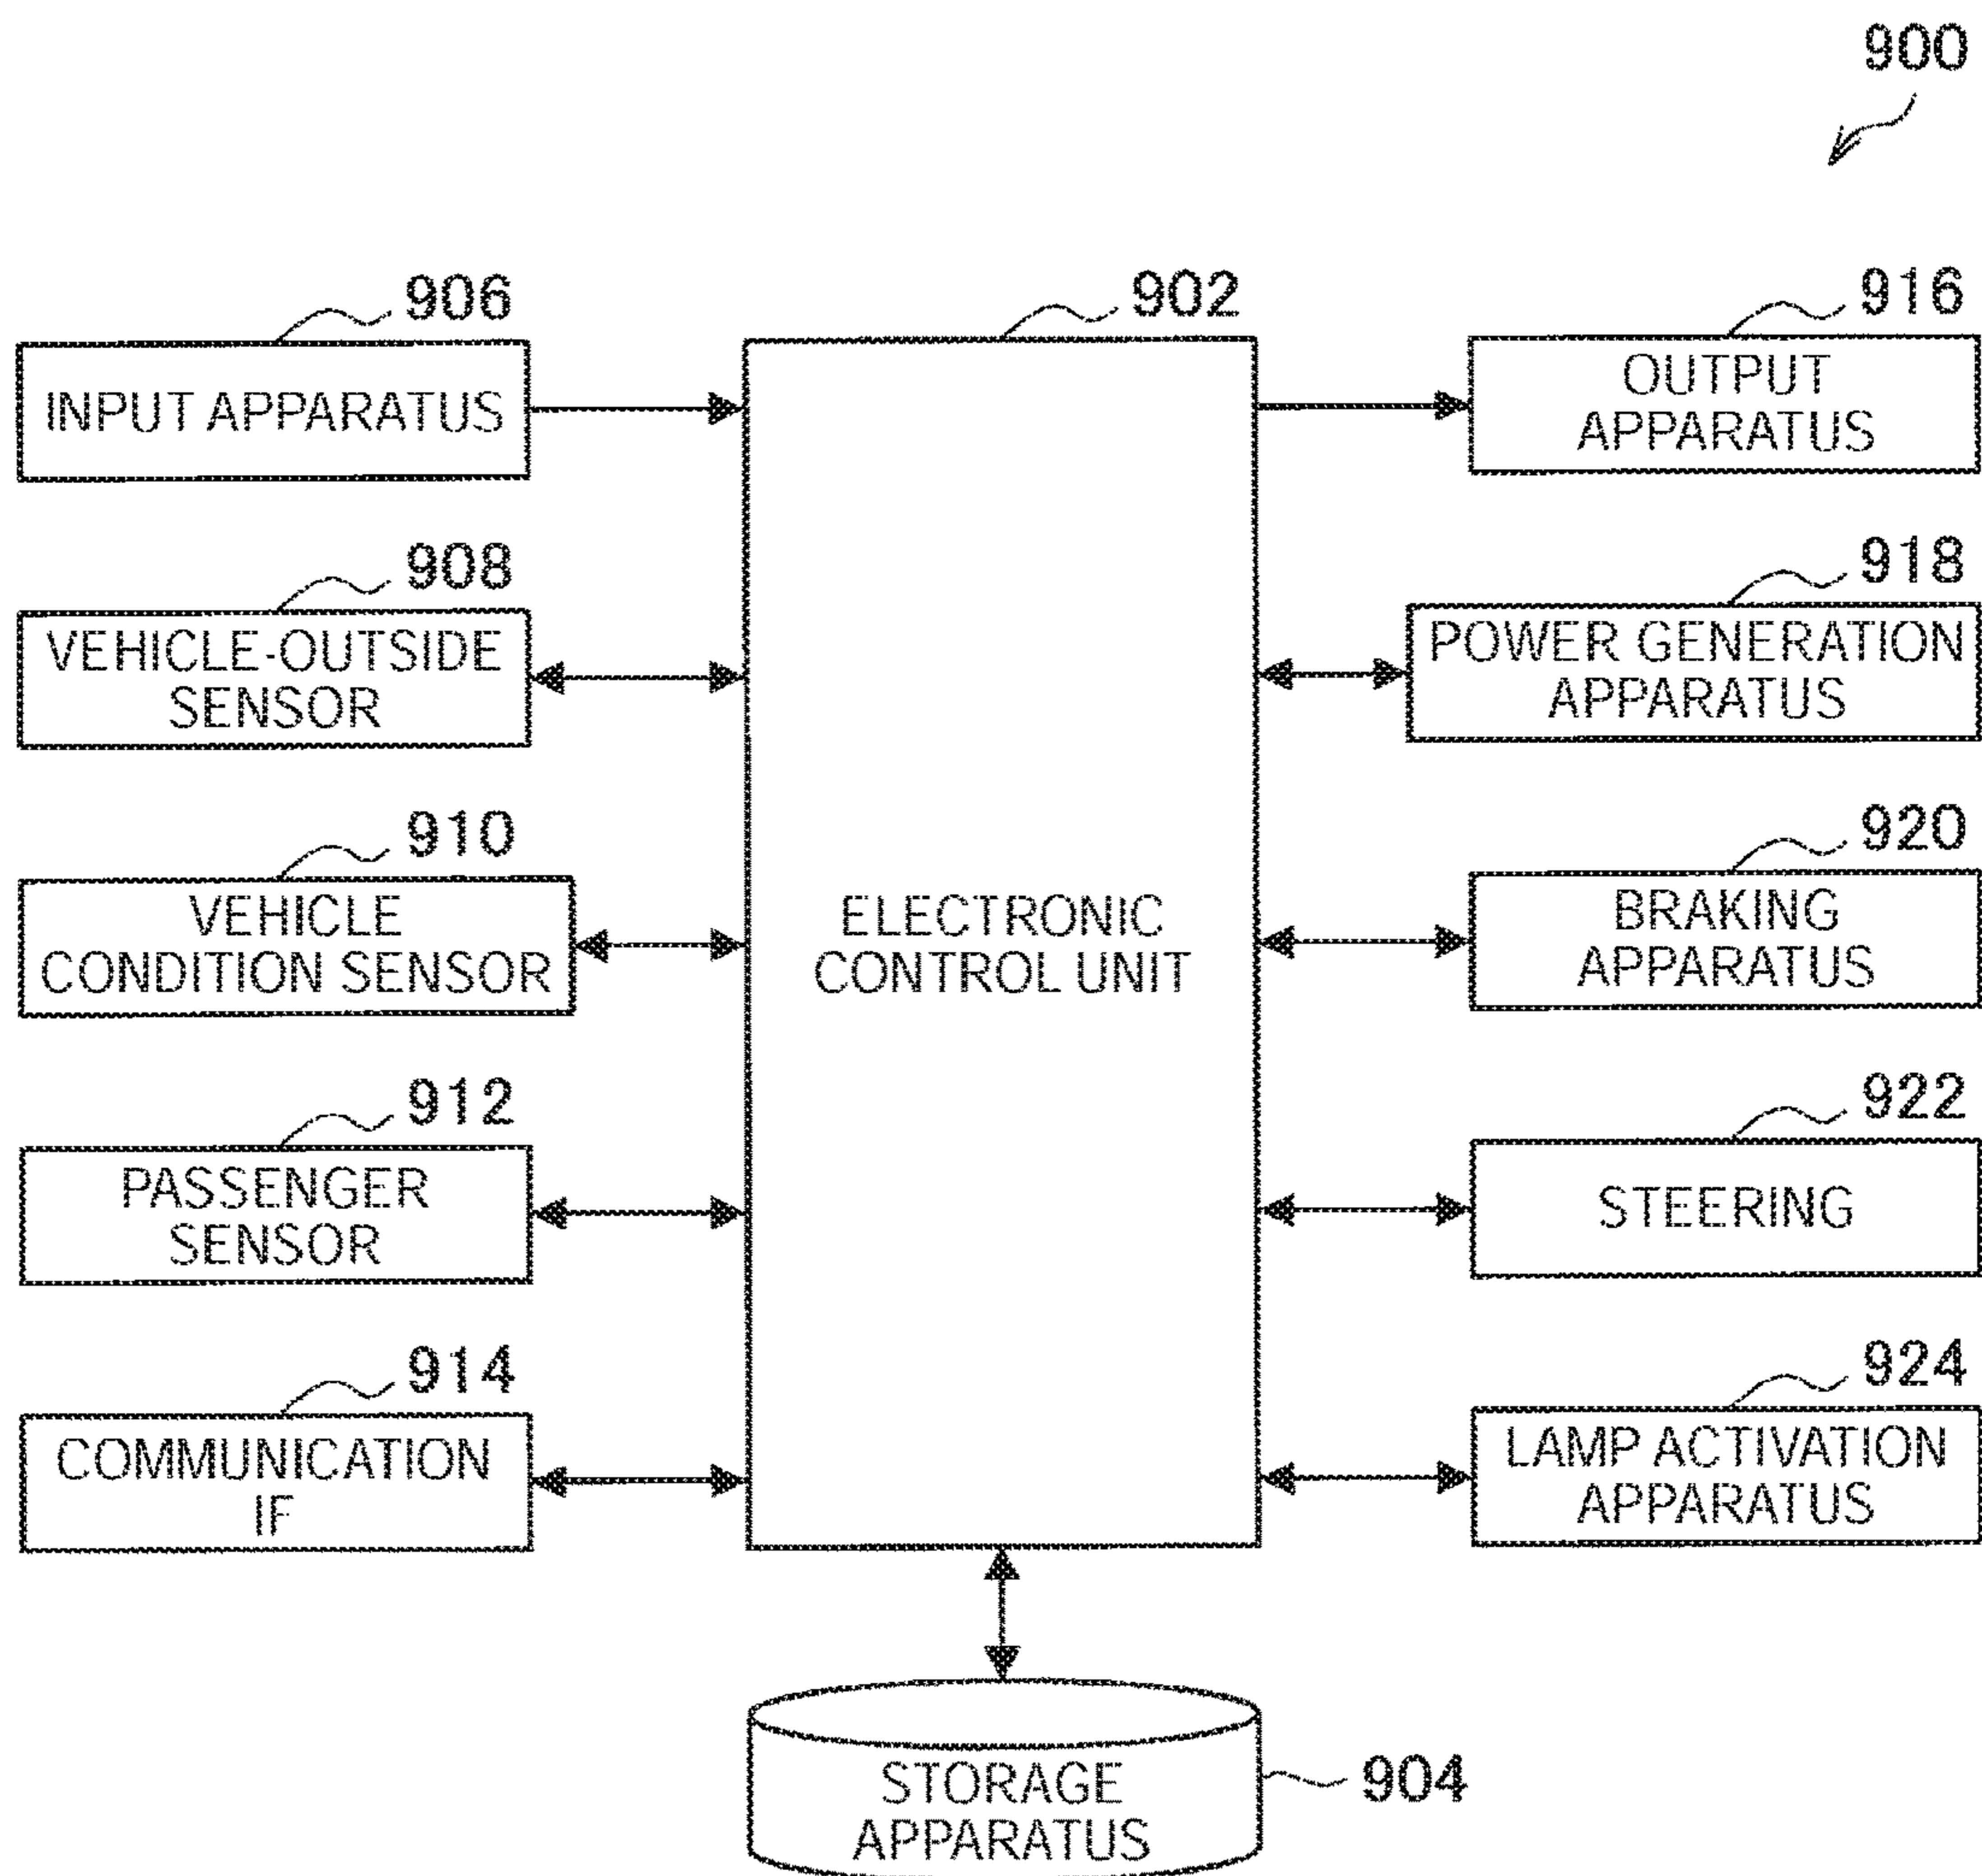 900
906
INPUT APPARATUS
908
VEHICLE-OUTSIDE
SENSOR
910
VEHICLE
CONDITION SENSOR
912
PASSENGER
SENSOR
914
COMMUNICATION
IF
902
ELECTRONIC
CONTROL UNIT
916
OUTPUT
APPARATUS
918
POWER GENERATION
APPARATUS
920
BRAKING
APPARATUS
922
STEERING
924
LAMP ACTIVATION
APPARATUS
STORAGE
APPARATUS
904